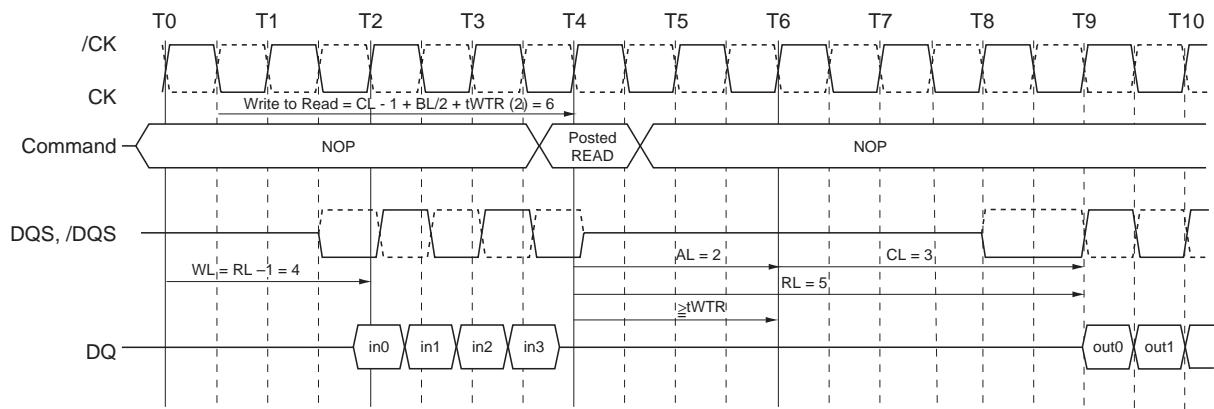 T0 T1 T2 T3 T4 T5 T6 T7 T8 T9 T10
/CK
CK
Write to Read = CL - 1 + BL/2 + tWTR (2) = 6
Command
NOP
Posted
READ
NOP
DQS, /DQS
WL = RL –1 = 4
AL = 2
CL = 3
RL = 5
≧tWTR
DQ
in0 in1 in2 in3
out0 out1